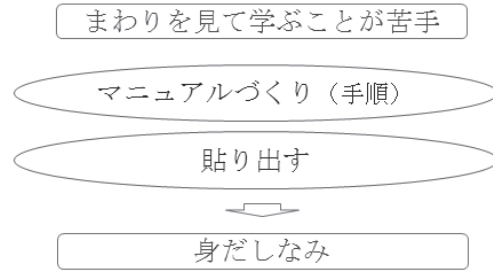 まわりを見て学ぶことが苦手
マニュアルづくり（手順）
貼り出す
身だしなみ